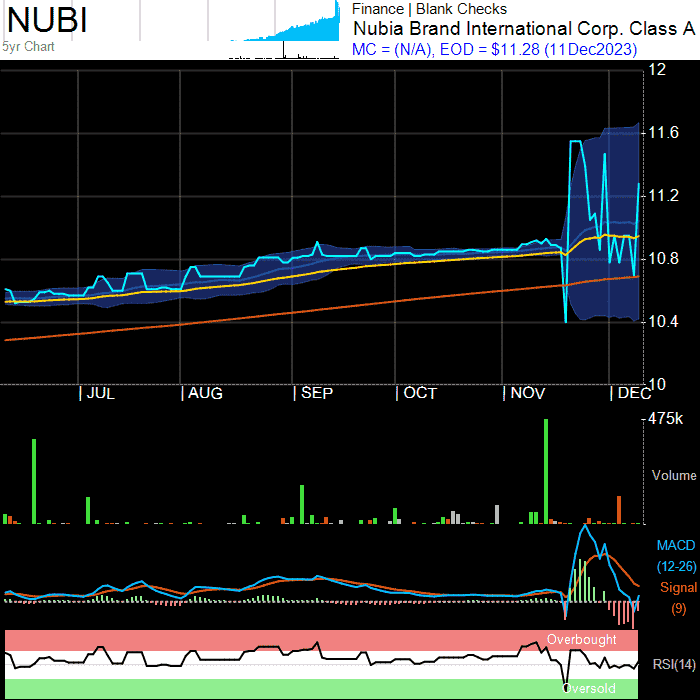 NUBI
Finance | Blank Checks
Nubia Brand International Corp. Class A
5yr Chart
MC = (N/A), EOD = $11.28 (11Dec2023)
12
11.6
11.2
10.8
10.4
10
| JUL | AUG | SEP | OCT | NOV | DEC
475k
Volume
MACD
(12-26)
Signal
(9)
Overbought
RSI(14)
Oversold